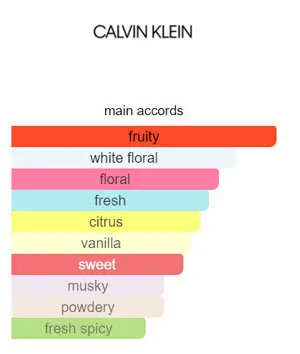 CALVIN KLEIN
main accords
fruity
white floral
floral
fresh
citrus
vanilla
sweet
musky
powdery
fresh spicy